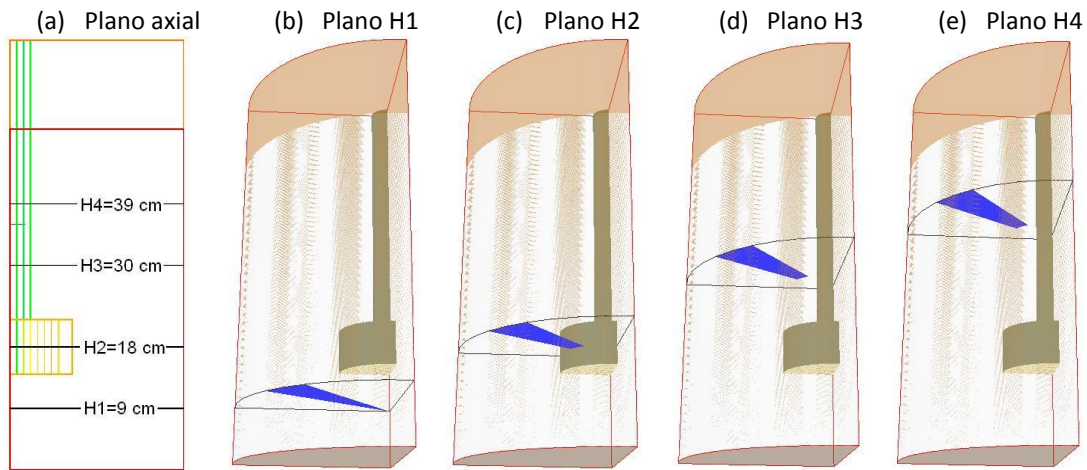 (a) Plano axial
(b) Plano H1
(c) Plano H2
(d) Plano H3
(e) Plano H4
H4=39 cm
H3=30 cm
H2=18 cm
H1=9 cm